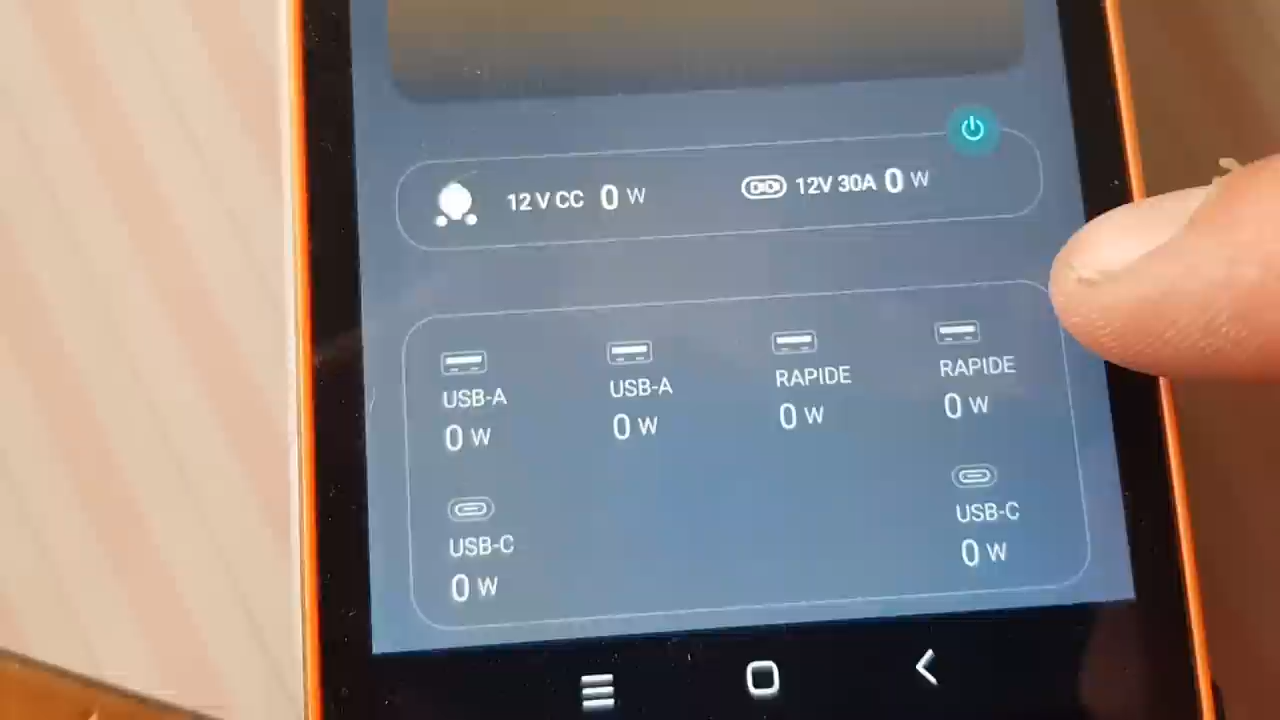 12 V CC 0 W 12V 30A 0 W
USB-A USB-A RAPIDE RAPIDE
0 W 0 W 0 W 0 W
USB-C USB-C
0 W 0 W